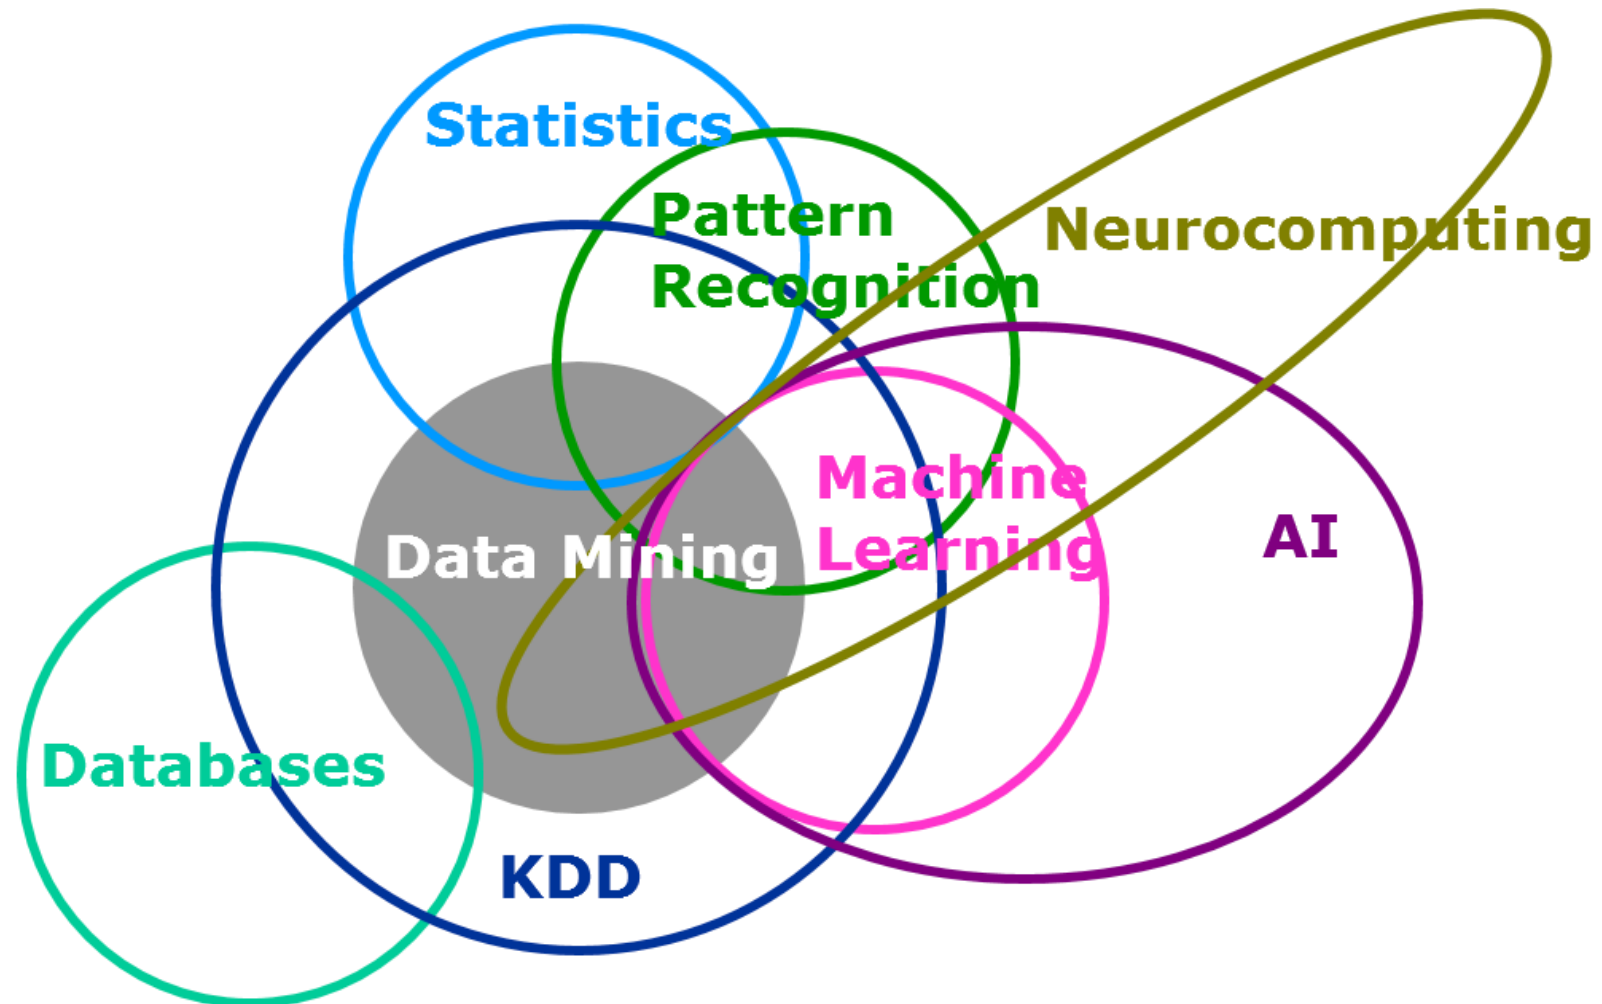 Statistics
Pattern
Recognition
Neurocomputing
Machine
Learning
AI
Data Mining
Databases
KDD